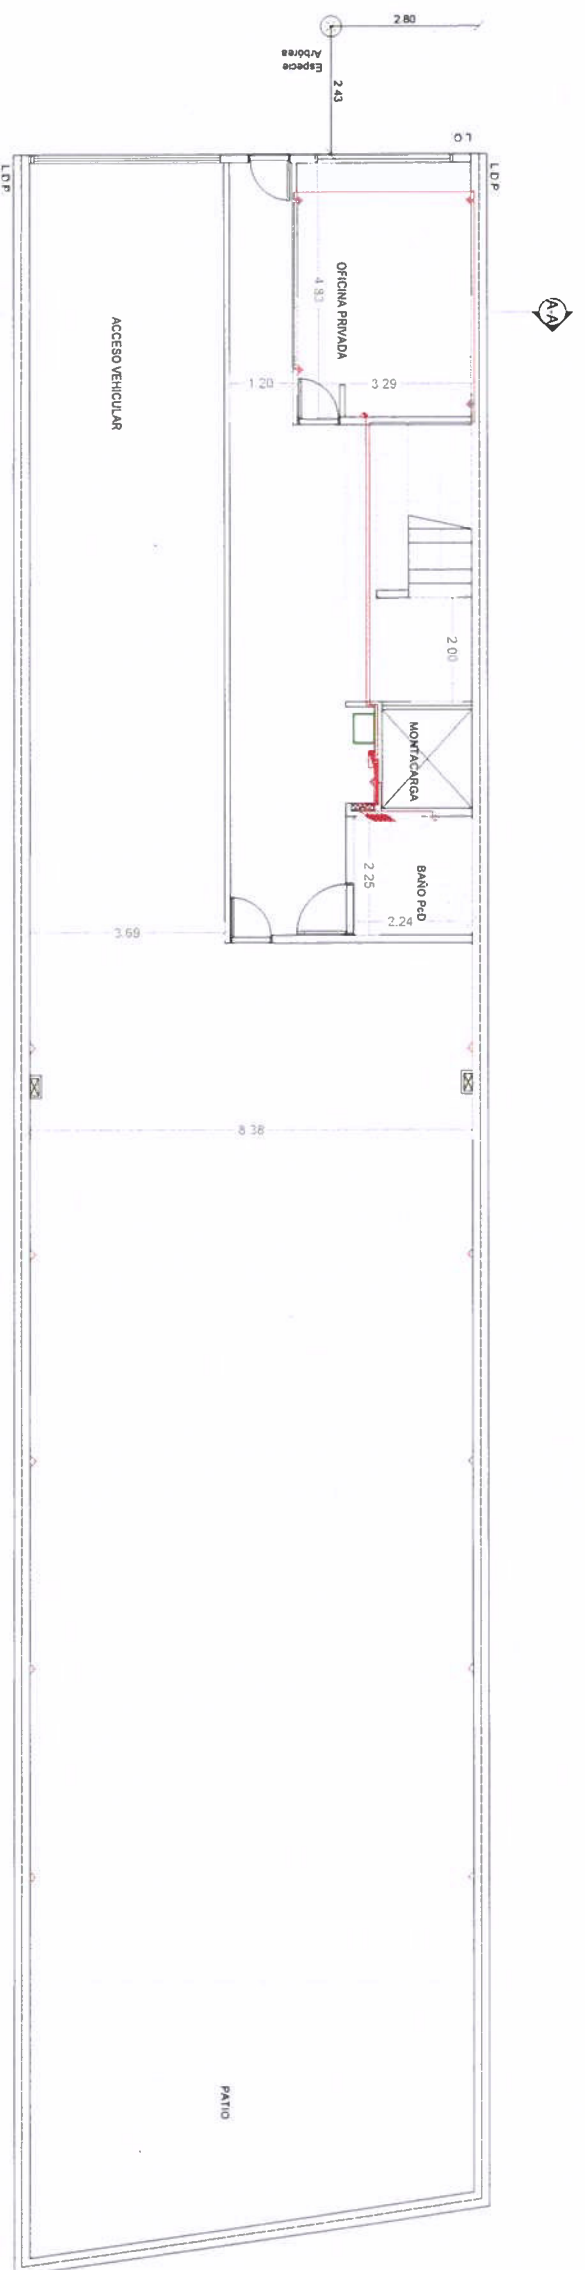 2.80
Especie
Arbórea
2.43
L O
L.D.P
L.D.P
A-A
OFICINA PRIVADA
4.83
3.29
1.20
ACCESO VEHICULAR
2.00
MONTACARGA
BAÑO PcD
2.25
2.24
3.69
8.38
PATIO